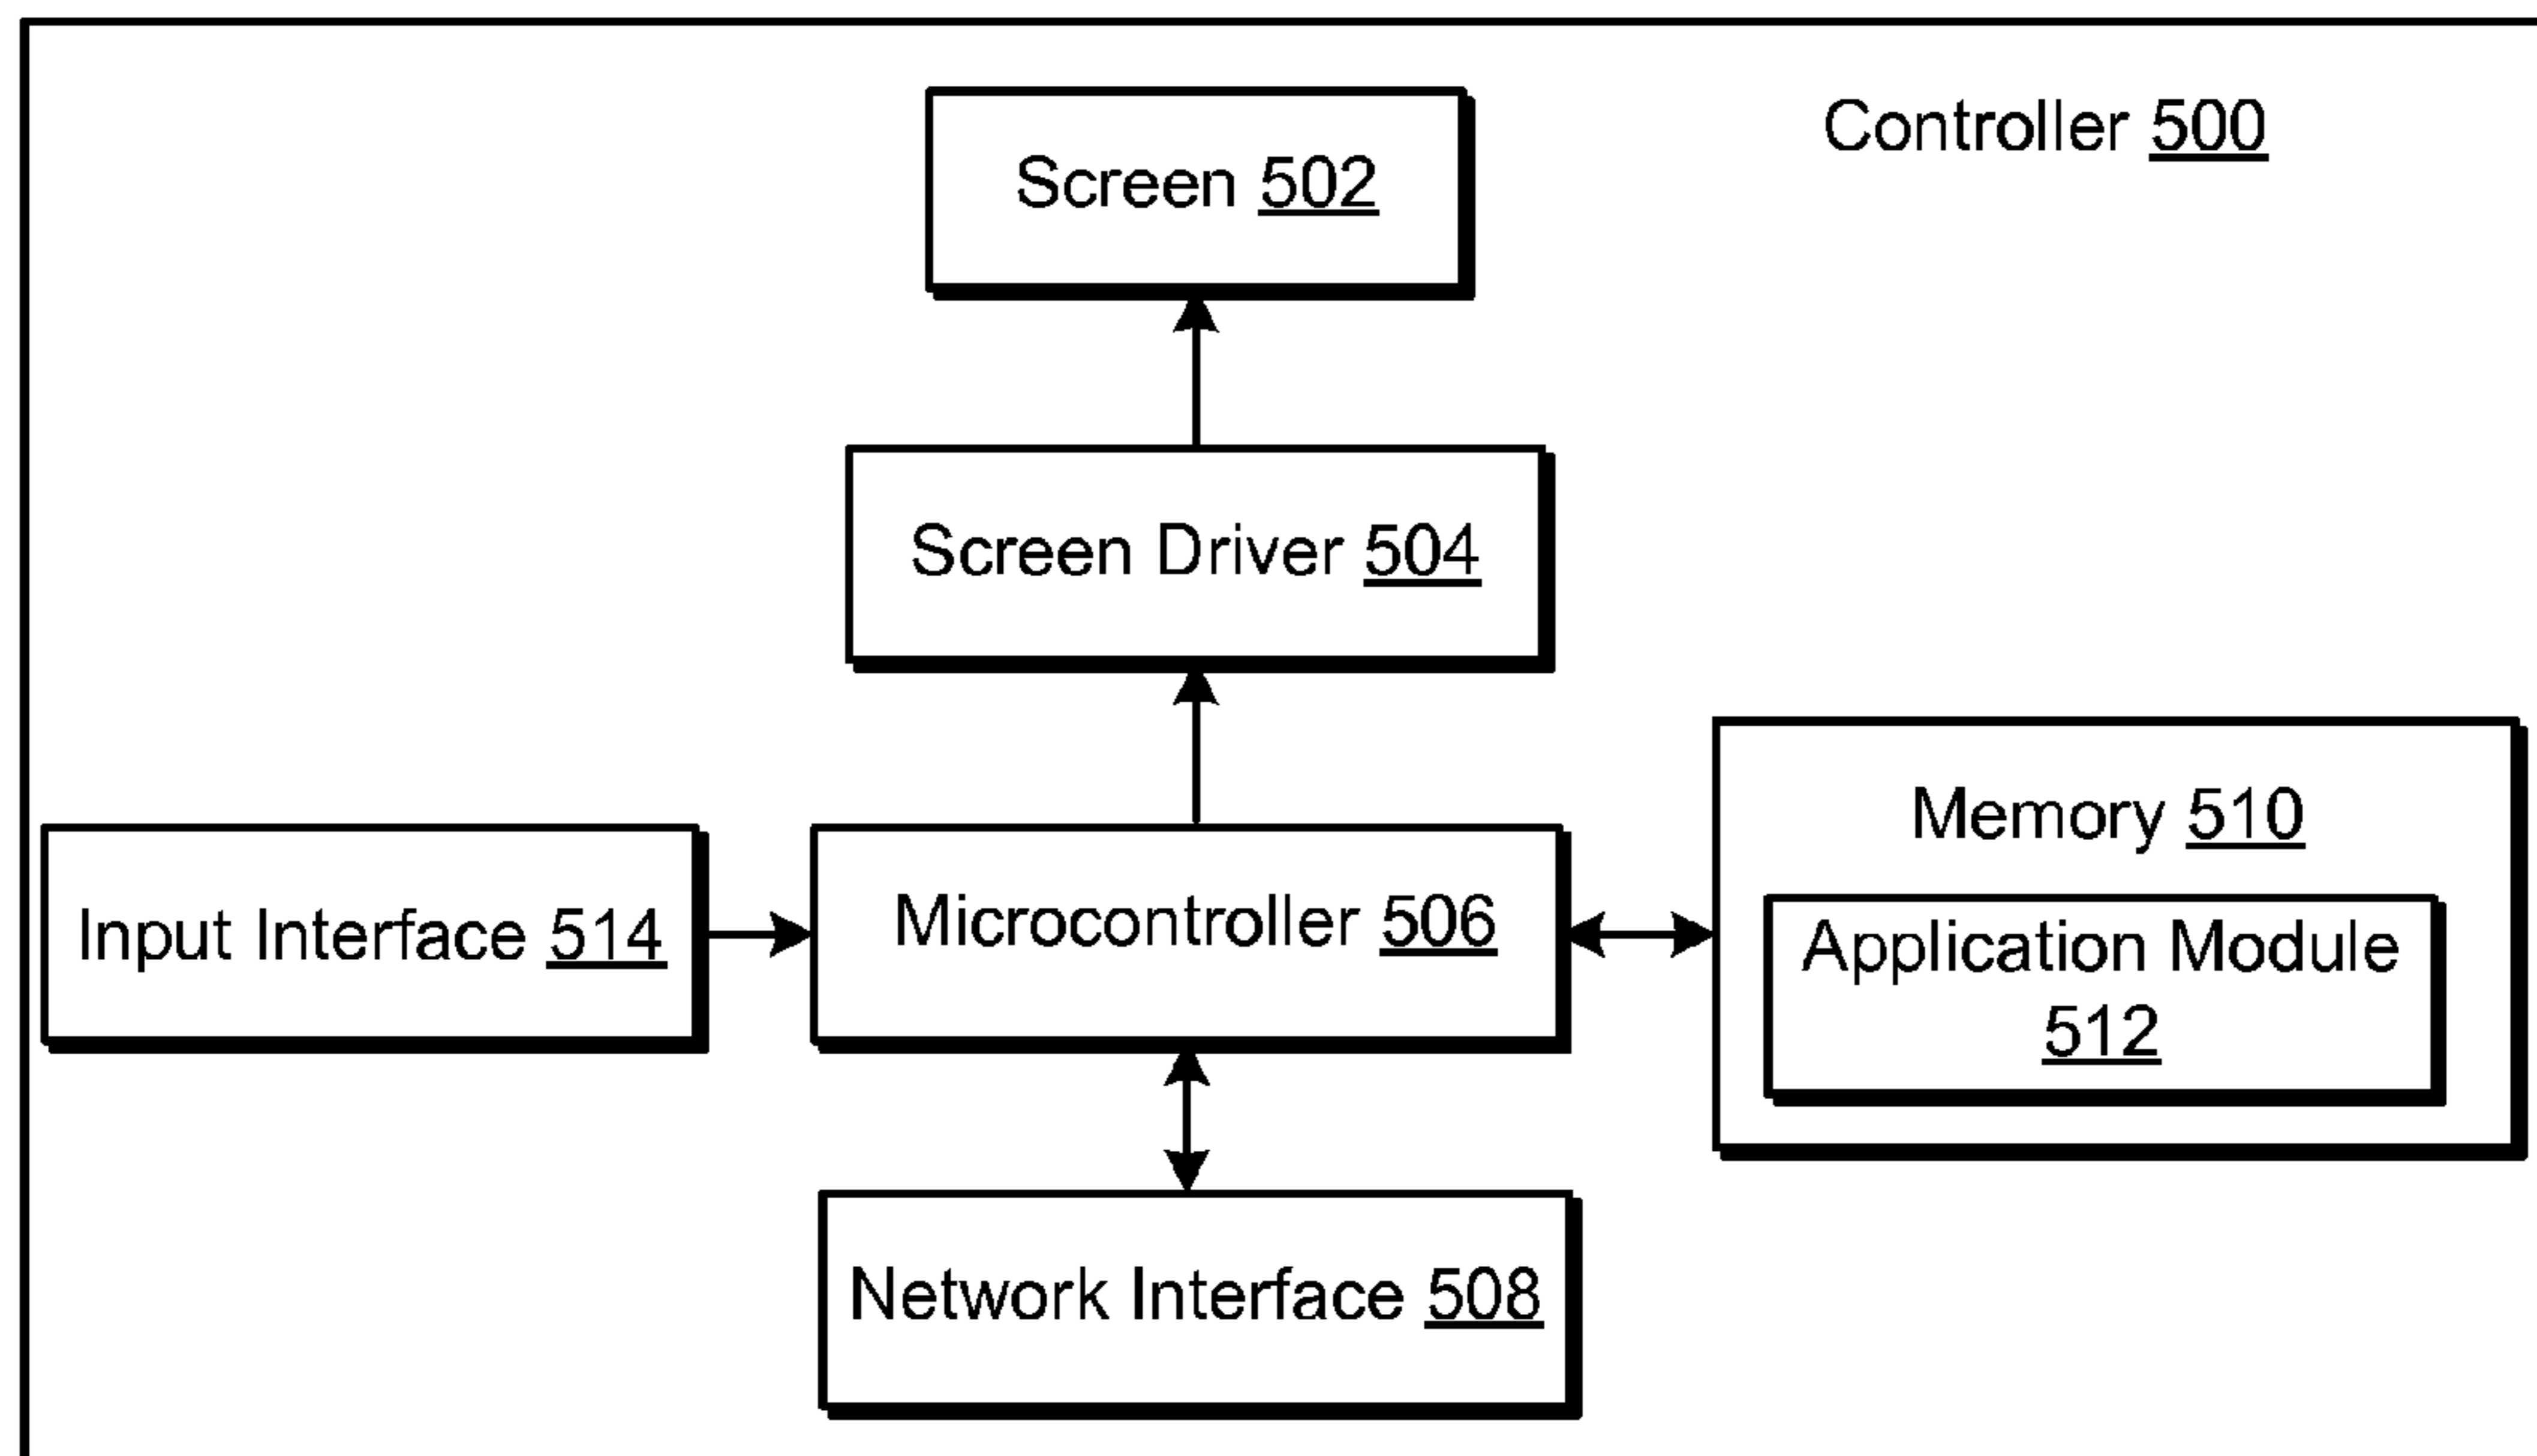 Controller 500
Screen 502
Screen Driver 504
Input Interface 514
Microcontroller 506
Memory 510
Application Module
512
Network Interface 508